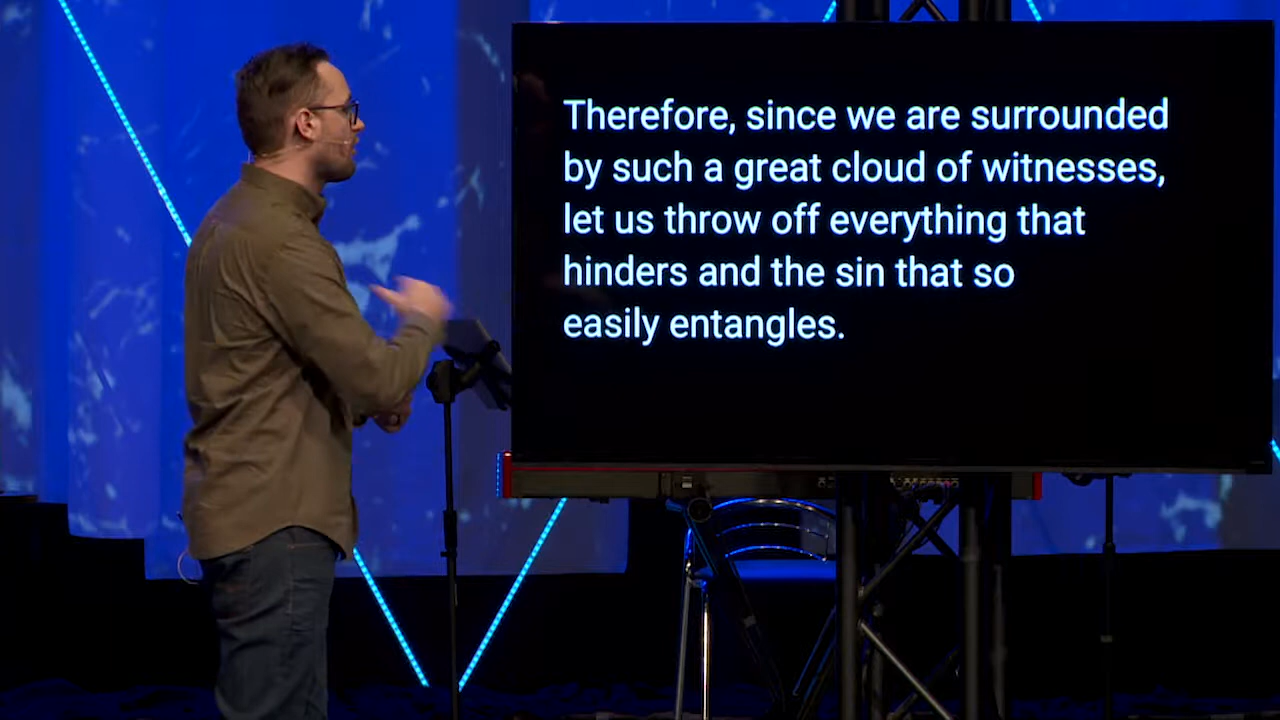 Therefore, since we are surrounded
by such a great cloud of witnesses,
let us throw off everything that
hinders and the sin that so
easily entangles.